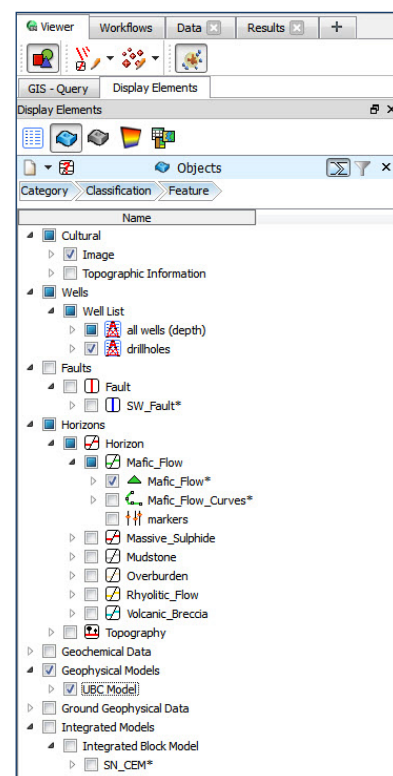 Viewer Workflows Data Results +
GIS - Query Display Elements
Display Elements
Objects
Category Classification Feature
Name
Cultural
Image
Topographic Information
Wells
Well List
all wells (depth)
drillholes
Faults
Fault
SW_Fault*
Horizons
Horizon
Mafic_Flow
Mafic_Flow*
Mafic_Flow_Curves*
markers
Massive_Sulphide
Mudstone
Overburden
Rhyolitic_Flow
Volcanic_Breccia
Topography
Geochemical Data
Geophysical Models
UBC Model
Ground Geophysical Data
Integrated Models
Integrated Block Model
SN_CEM*